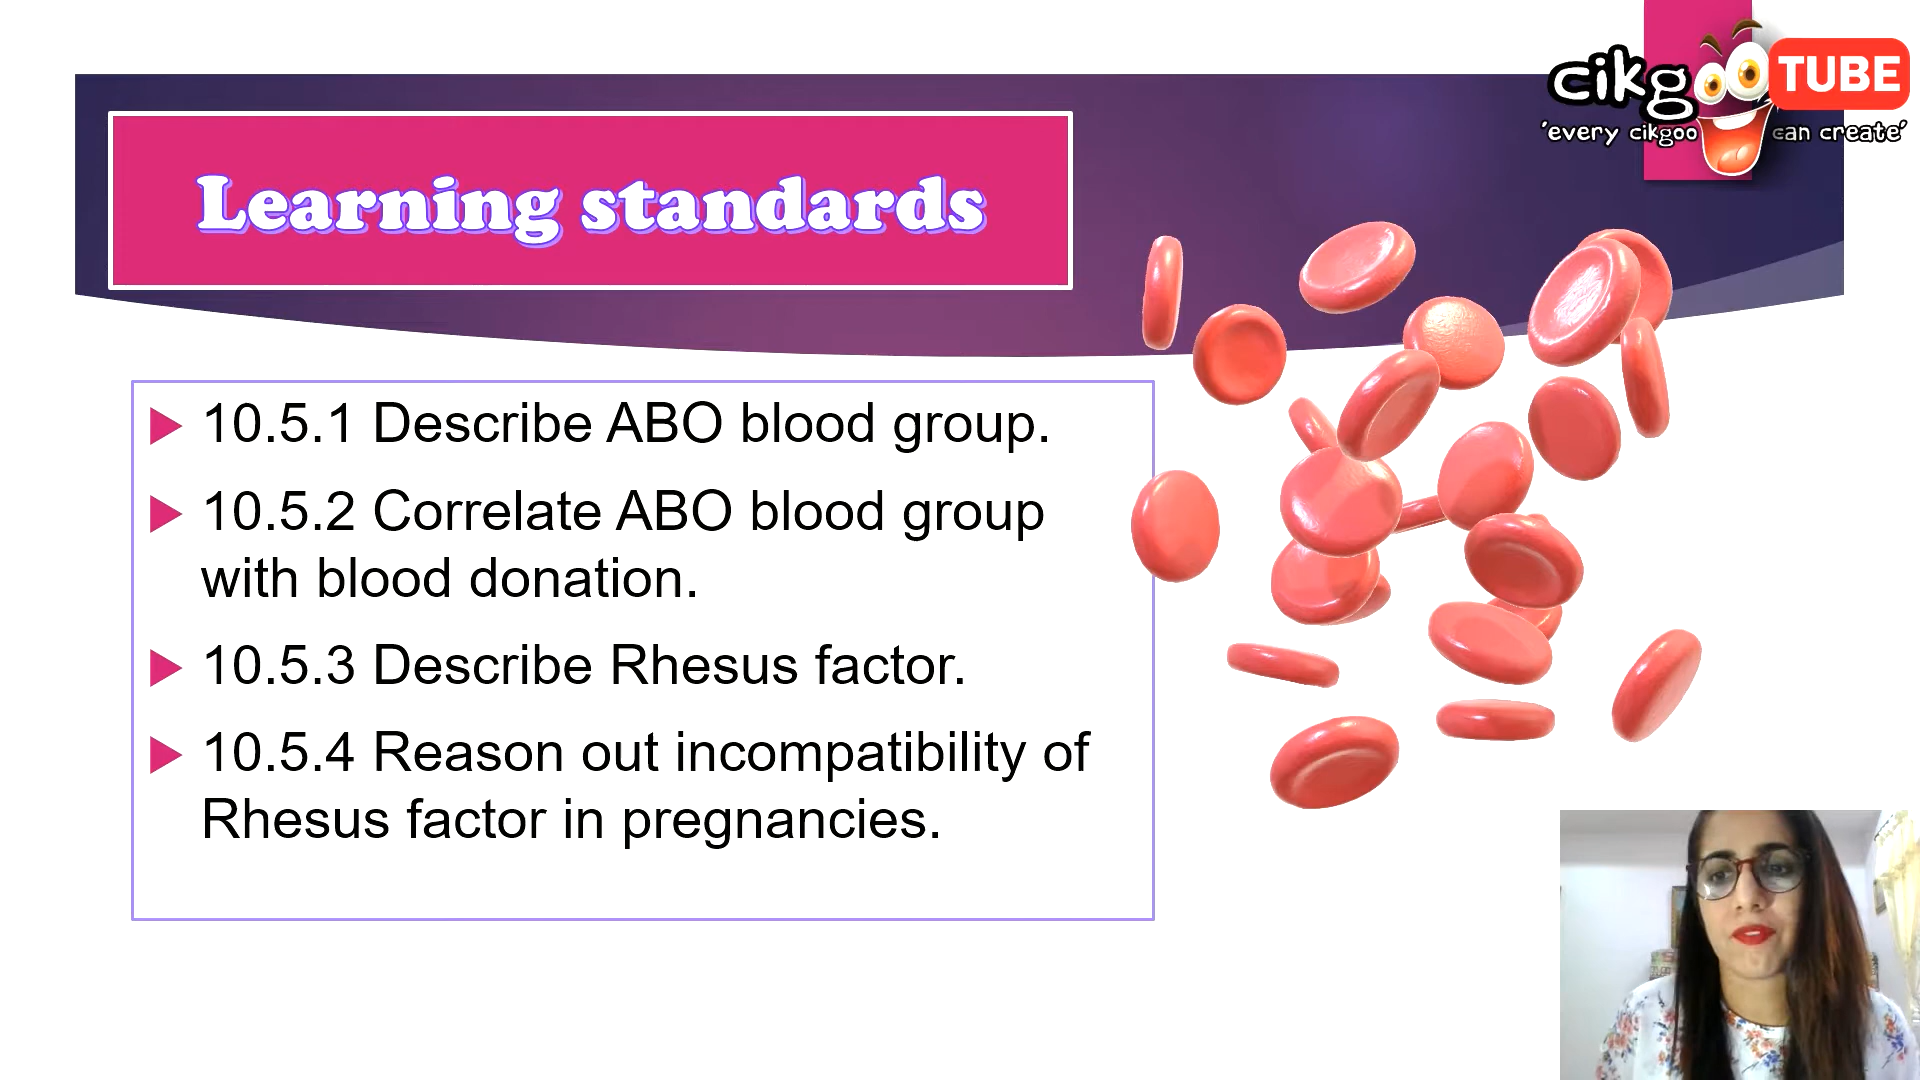 cikgoo TUBE
'every cikgoo can create'
Learning standards
10.5.1 Describe ABO blood group.
10.5.2 Correlate ABO blood group
with blood donation.
10.5.3 Describe Rhesus factor.
10.5.4 Reason out incompatibility of
Rhesus factor in pregnancies.